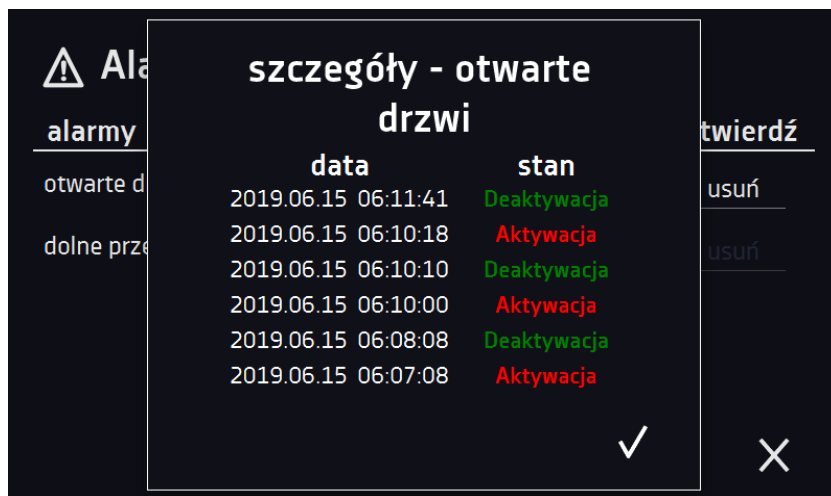 Ala
szczegóły - otwarte
drzwi
alarmy
twierdź
data stan
otwarte d
usuń
2019.06.15 06:11:41 Deaktywacja
2019.06.15 06:10:18 Aktywacja
dolne prze
usuń
2019.06.15 06:10:10 Deaktywacja
2019.06.15 06:10:00 Aktywacja
2019.06.15 06:08:08 Deaktywacja
2019.06.15 06:07:08 Aktywacja